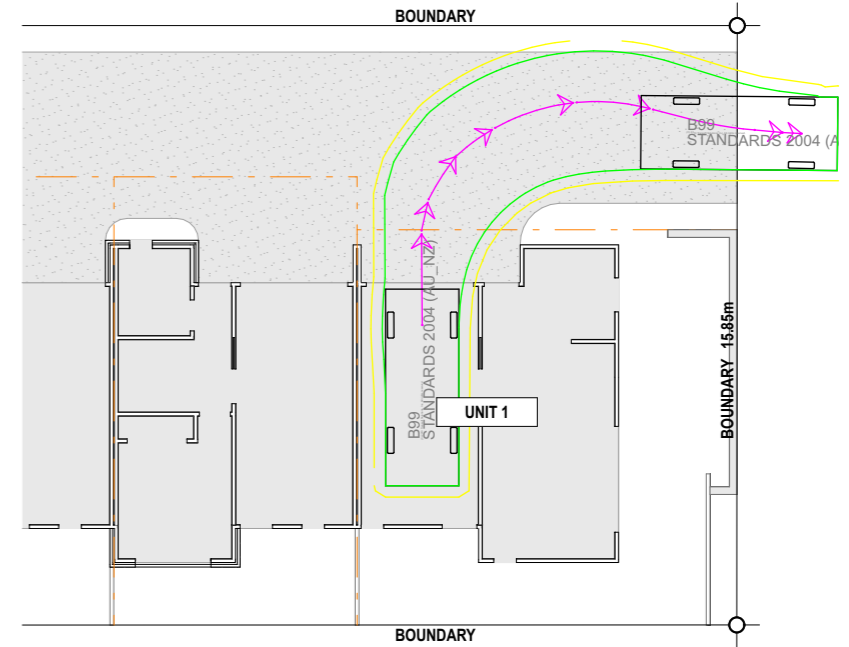 BOUNDARY
B99
STANDARDS 2004 (A
B99
STANDARDS 2004 (AU_NZ)
UNIT 1
BOUNDARY 15.85m
BOUNDARY